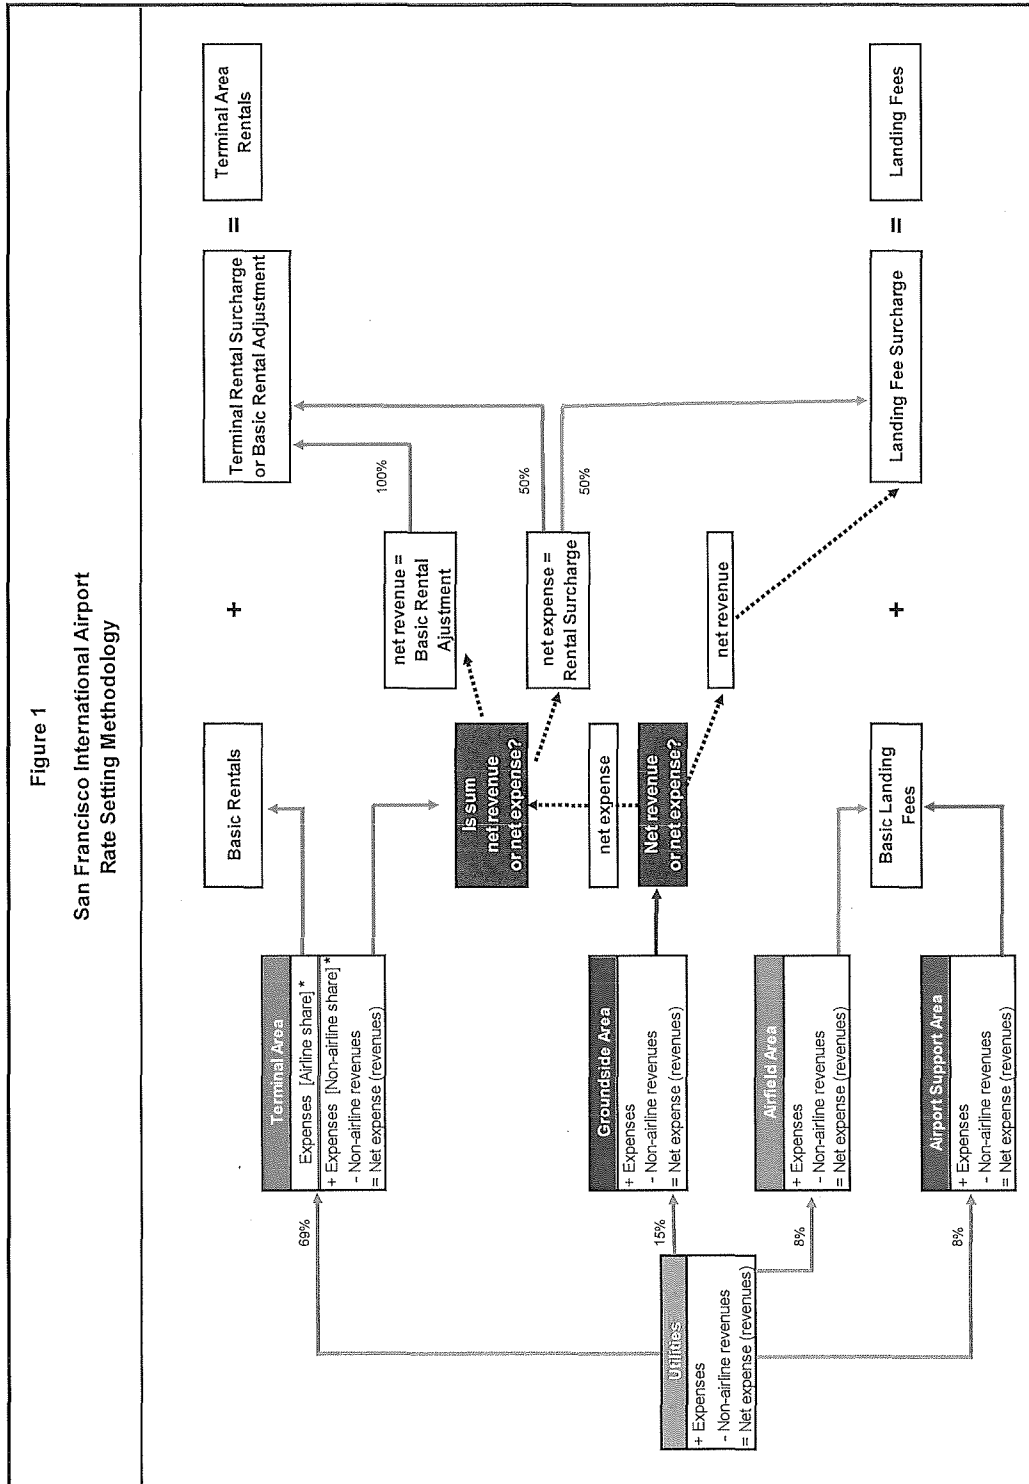 Figure 1
San Francisco International Airport
Rate Setting Methodology
Utilities
+ Expenses
- Non-airline revenues
= Net expense (revenues)
69%
15%
8%
8%
Terminal Area
Expenses [Airline share] *
+ Expenses [Non-airline share] *
- Non-airline revenues
= Net expense (revenues)
Groundside Area
+ Expenses
- Non-airline revenues
= Net expense (revenues)
Airfield Area
+ Expenses
- Non-airline revenues
= Net expense (revenues)
Airport Support Area
+ Expenses
- Non-airline revenues
= Net expense (revenues)
Basic Rentals
Is sum
net revenue
or net expense?
net expense
Net revenue
or net expense?
Basic Landing
Fees
+
net revenue =
Basic Rental
Ajustment
net expense =
Rental Surcharge
net revenue
+
100%
50%
50%
Terminal Rental Surcharge
or Basic Rental Adjustment
Landing Fee Surcharge
=
=
Terminal Area
Rentals
Landing Fees